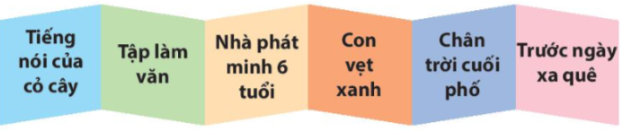 Tiếng
nói của
cỏ cây
Tập làm
văn
Nhà phát
minh 6
tuổi
Con
vẹt
xanh
Chân
trời cuối
phố
Trước ngày
xa quê